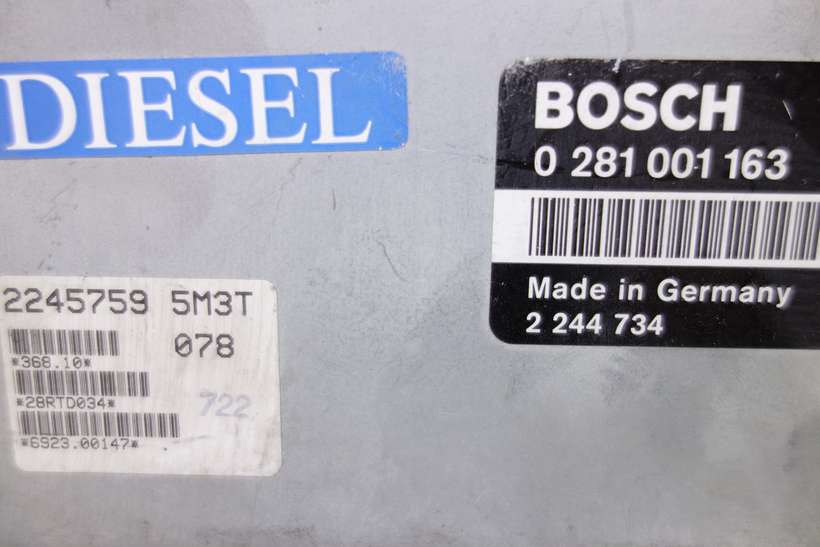 DIESEL
BOSCH
0 281 001 163
Made in Germany
2 244 734
2245759 5M3T
078
*368.10*
*28RTD034*
722
*6923.00147*